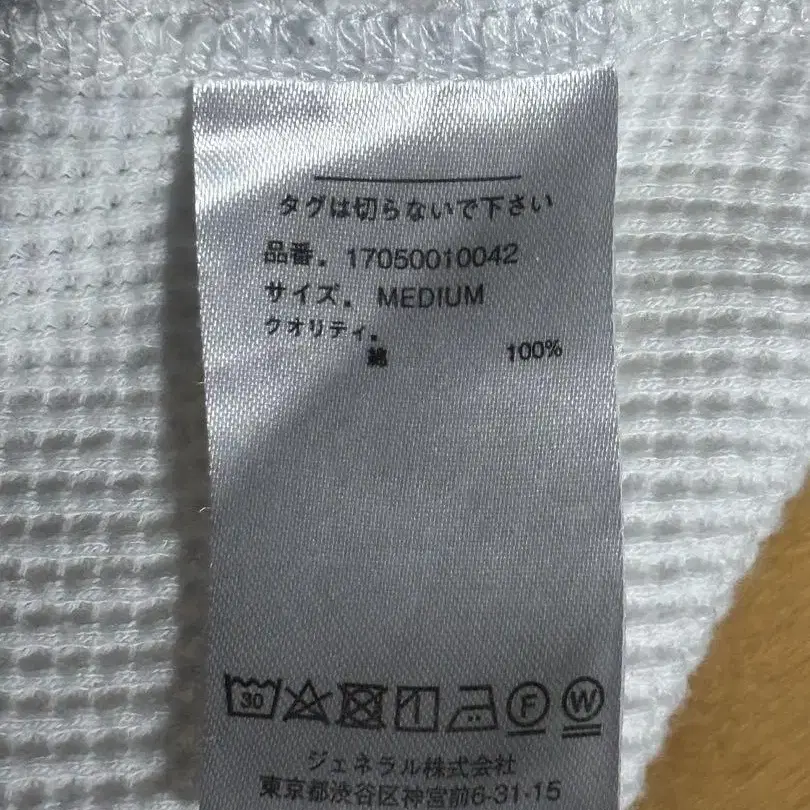 タグは切らないで下さい
品番. 17050010042
サイズ. MEDIUM
クオリティ.
綿 100%
30 F W
ジェネラル株式会社
東京都渋谷区神宮前6-31-15